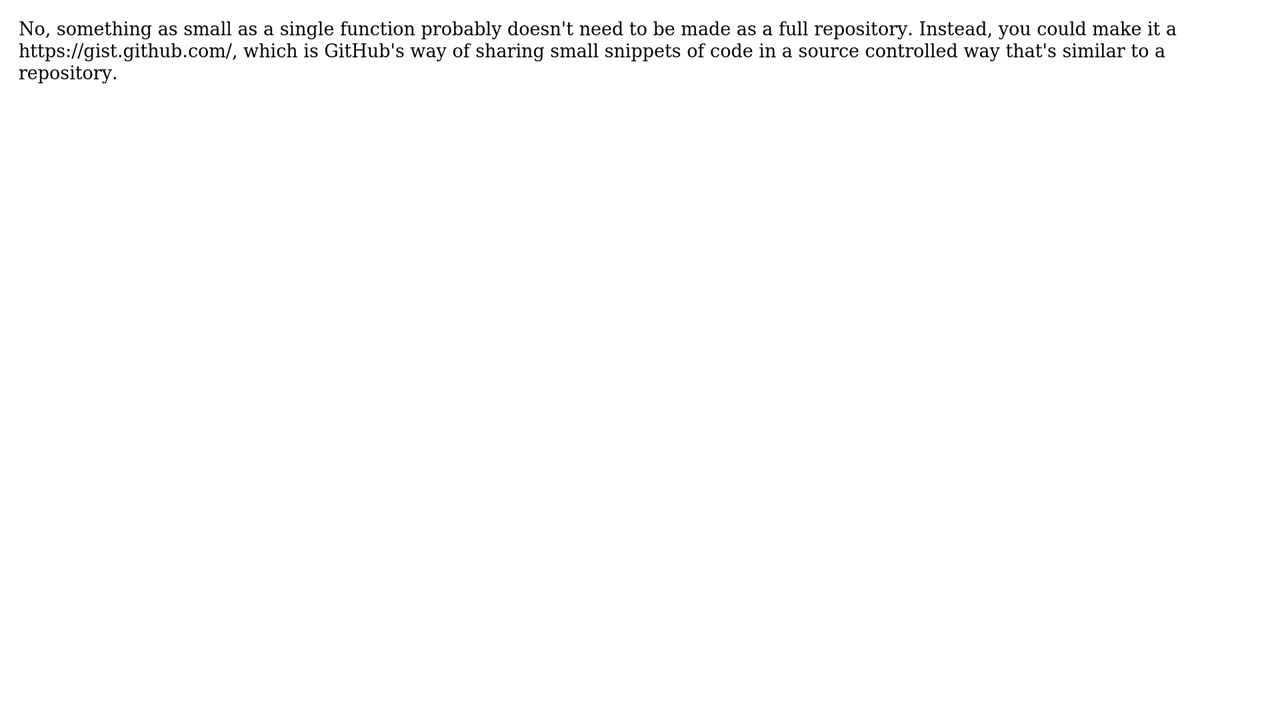 No, something as small as a single function probably doesn't need to be made as a full repository. Instead, you could make it a
https://gist.github.com/, which is GitHub's way of sharing small snippets of code in a source controlled way that's similar to a
repository.